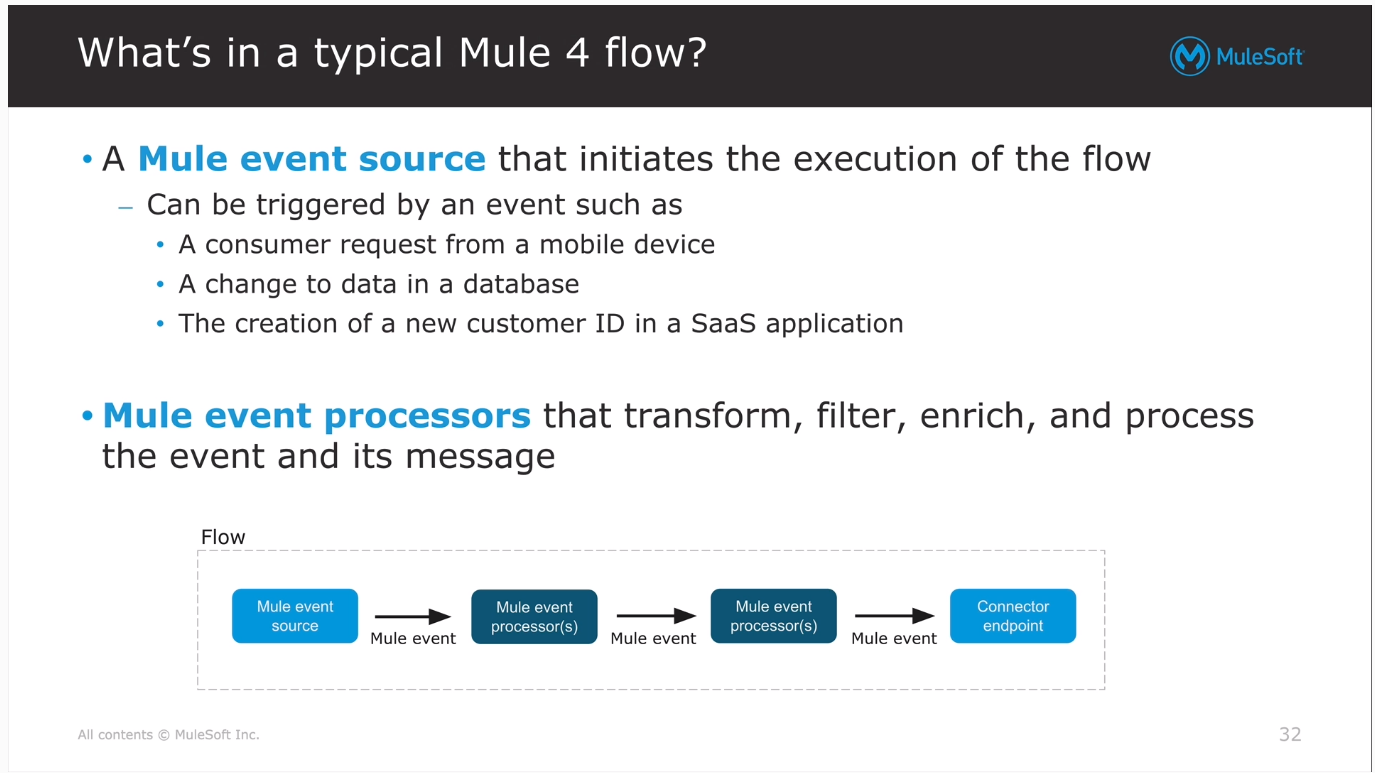 What’s in a typical Mule 4 flow?
MuleSoft
• A Mule event source that initiates the execution of the flow
– Can be triggered by an event such as
• A consumer request from a mobile device
• A change to data in a database
• The creation of a new customer ID in a SaaS application
• Mule event processors that transform, filter, enrich, and process
the event and its message
Flow
Mule event
source
Mule event
Mule event
processor(s)
Mule event
Mule event
processor(s)
Mule event
Connector
endpoint
All contents © MuleSoft Inc.
32